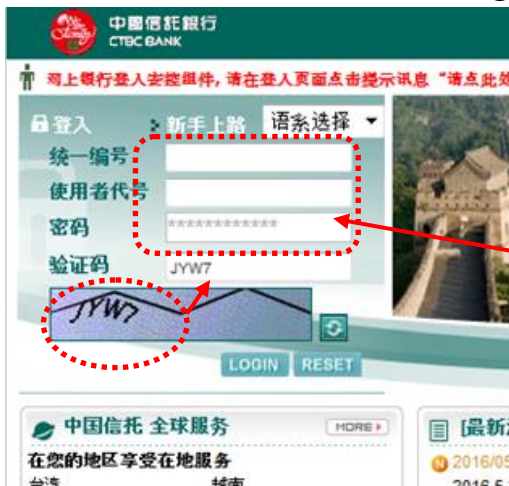 中國信託銀行
CTBC BANK
网上银行登入安控组件，请在登入页面点击提示讯息“请点此处
登入 新手上路 语系选择
统一编号
使用者代号
密码 ************
验证码 JYW7
JYW7
LOGIN RESET
中国信托 全球服务 MORE
[最新
在您的地区享受在地服务
N 2016/05
台湾 越南
2016.5